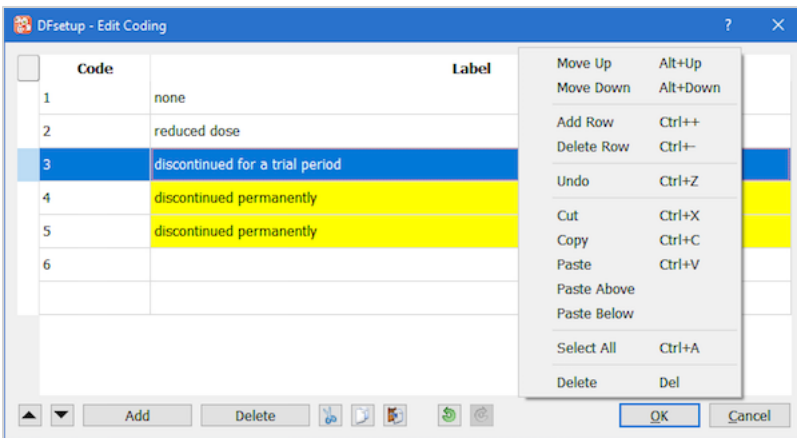 DFsetup - Edit Coding ? ×
Code Label
1 none
2 reduced dose
3 discontinued for a trial period
4 discontinued permanently
5 discontinued permanently
6
Move Up Alt+Up
Move Down Alt+Down
Add Row Ctrl++
Delete Row Ctrl+-
Undo Ctrl+Z
Cut Ctrl+X
Copy Ctrl+C
Paste Ctrl+V
Paste Above
Paste Below
Select All Ctrl+A
Delete Del
Add Delete OK Cancel